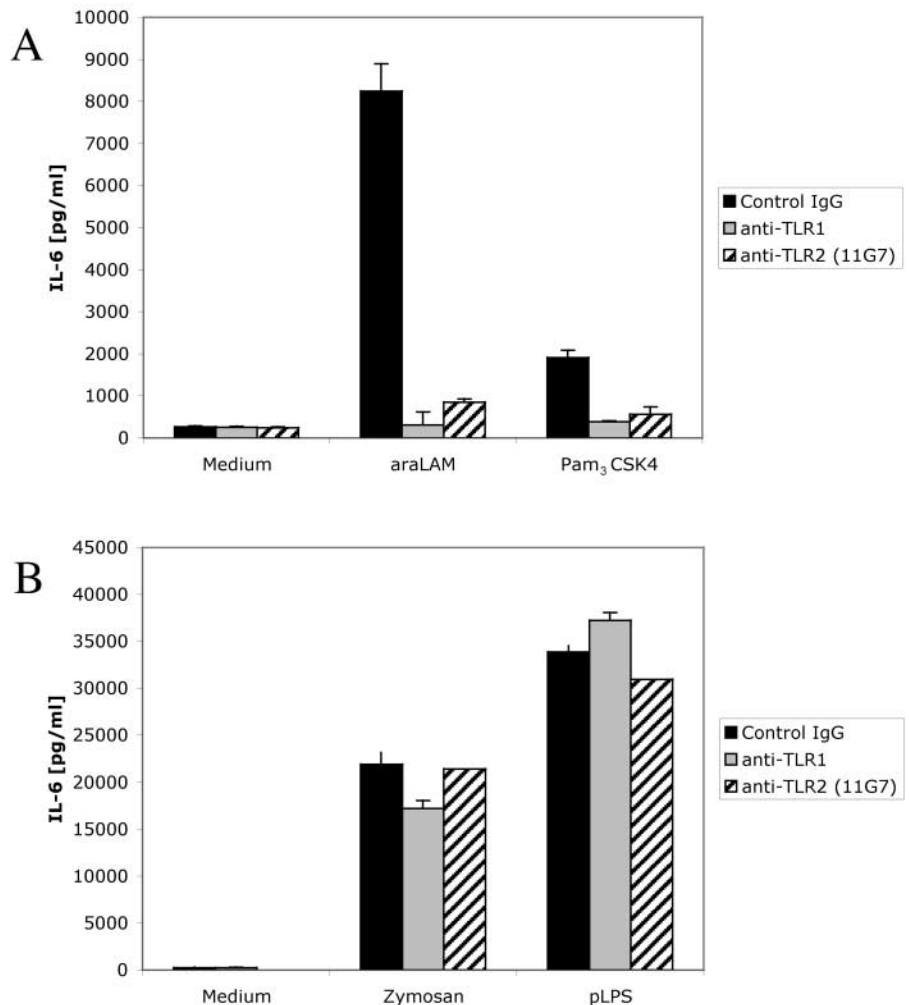 A
10000
9000
8000
7000
6000
5000
4000
3000
2000
1000
0
IL-6 [pg/ml]
Medium araLAM Pam₃CSK4
Control IgG
anti-TLR1
anti-TLR2 (11G7)
B
45000
40000
35000
30000
25000
20000
15000
10000
5000
0
IL-6 [pg/ml]
Medium Zymosan pLPS
Control IgG
anti-TLR1
anti-TLR2 (11G7)